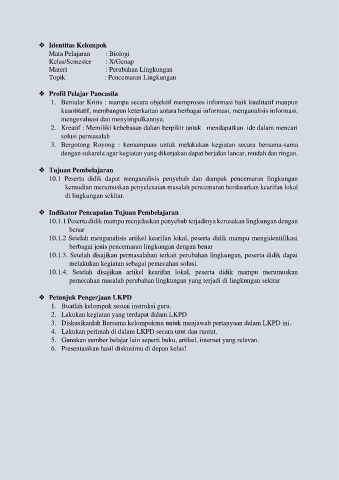 ❖ Identitas Kelompok
Mata Pelajaran : Biologi
Kelas/Semester : X/Genap
Materi : Perubahan Lingkungan
Topik : Pencemaran Lingkungan
❖ Profil Pelajar Pancasila
1. Bernalar Kritis : mampu secara objektif memproses informasi baik kualitatif maupun
kuantitatif, membangun keterkaitan antara berbagai informasi, menganalisis informasi,
mengevaluasi dan menyimpulkannya.
2. Kreatif : Memiliki kebebasan dalam berpikir untuk mendapatkan ide dalam mencari
solusi permasalah
3. Bergotong Royong : kemampuan untuk melakukan kegiatan secara bersama-sama
dengan sukarela agar kegiatan yang dikerjakan dapat berjalan lancar, mudah dan ringan.
❖ Tujuan Pembelajaran
10.1 Peserta didik dapat menganalisis penyebab dan dampak pencemaran lingkungan
kemudian merumuskan penyelesaian masalah pencemaran berdasarkan kearifan lokal
di lingkungan sekitar.
❖ Indikator Pencapaian Tujuan Pembelajaran
10.1.1 Peserta didik mampu menjelaskan penyebab terjadinya kerusakan lingkungan dengan
benar
10.1.2 Setelah menganalisis artikel kearifan lokal, peserta didik mampu mengidentifikasi
berbagai jenis pencemaran lingkungan dengan benar
10.1.3. Setelah disajikan permasalahan terkait perubahan lingkungan, peserta didik dapat
melakukan kegiatan sebagai pemecahan solusi.
10.1.4. Setelah disajikan artikel kearifan lokal, peserta didik mampu merumuskan
pemecahan masalah perubahan lingkungan yang terjadi di lingkungan sekitar
❖ Petunjuk Pengerjaan LKPD
1. Buatlah kelompok sesuai instruksi guru.
2. Lakukan kegiatan yang terdapat dalam LKPD
3. Diskusikanlah Bersama kelompokmu untuk menjawab pertanyaan dalam LKPD ini.
4. Lakukan perintah di dalam LKPD secara urut dan runtut.
5. Gunakan sumber belajar lain seperti buku, artikel, internet yang relevan.
6. Presentasikan hasil diskusimu di depan kelas!